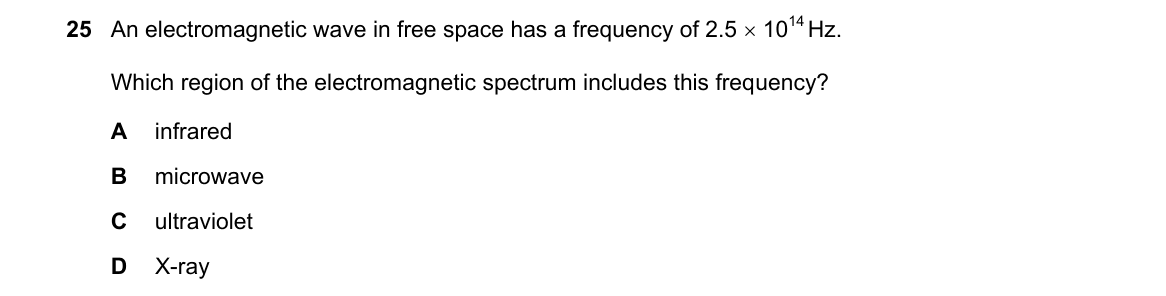 25 An electromagnetic wave in free space has a frequency of 2.5 × 10¹⁴ Hz.
Which region of the electromagnetic spectrum includes this frequency?
A infrared
B microwave
C ultraviolet
D X-ray